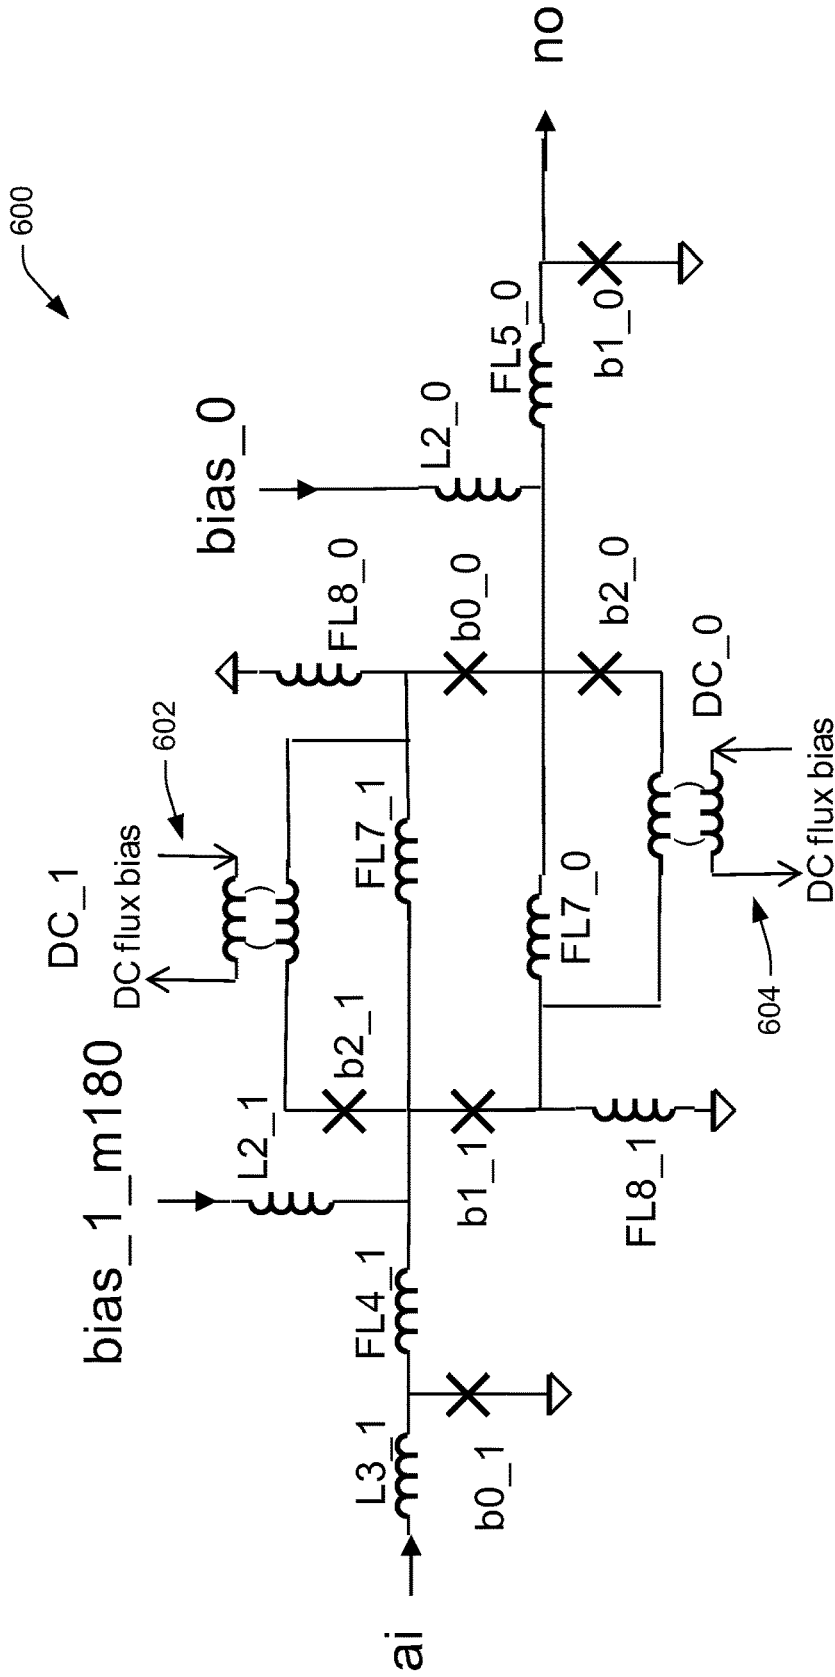 600
no
bias_0
L2_0
FL5_0
b1_0
FL8_0
b0_0
b2_0
602
DC_1
DC flux bias
FL7_1
FL7_0
DC_0
DC flux bias
604
bias_1_m180
L2_1
b2_1
b1_1
FL8_1
FL4_1
L3_1
b0_1
ai